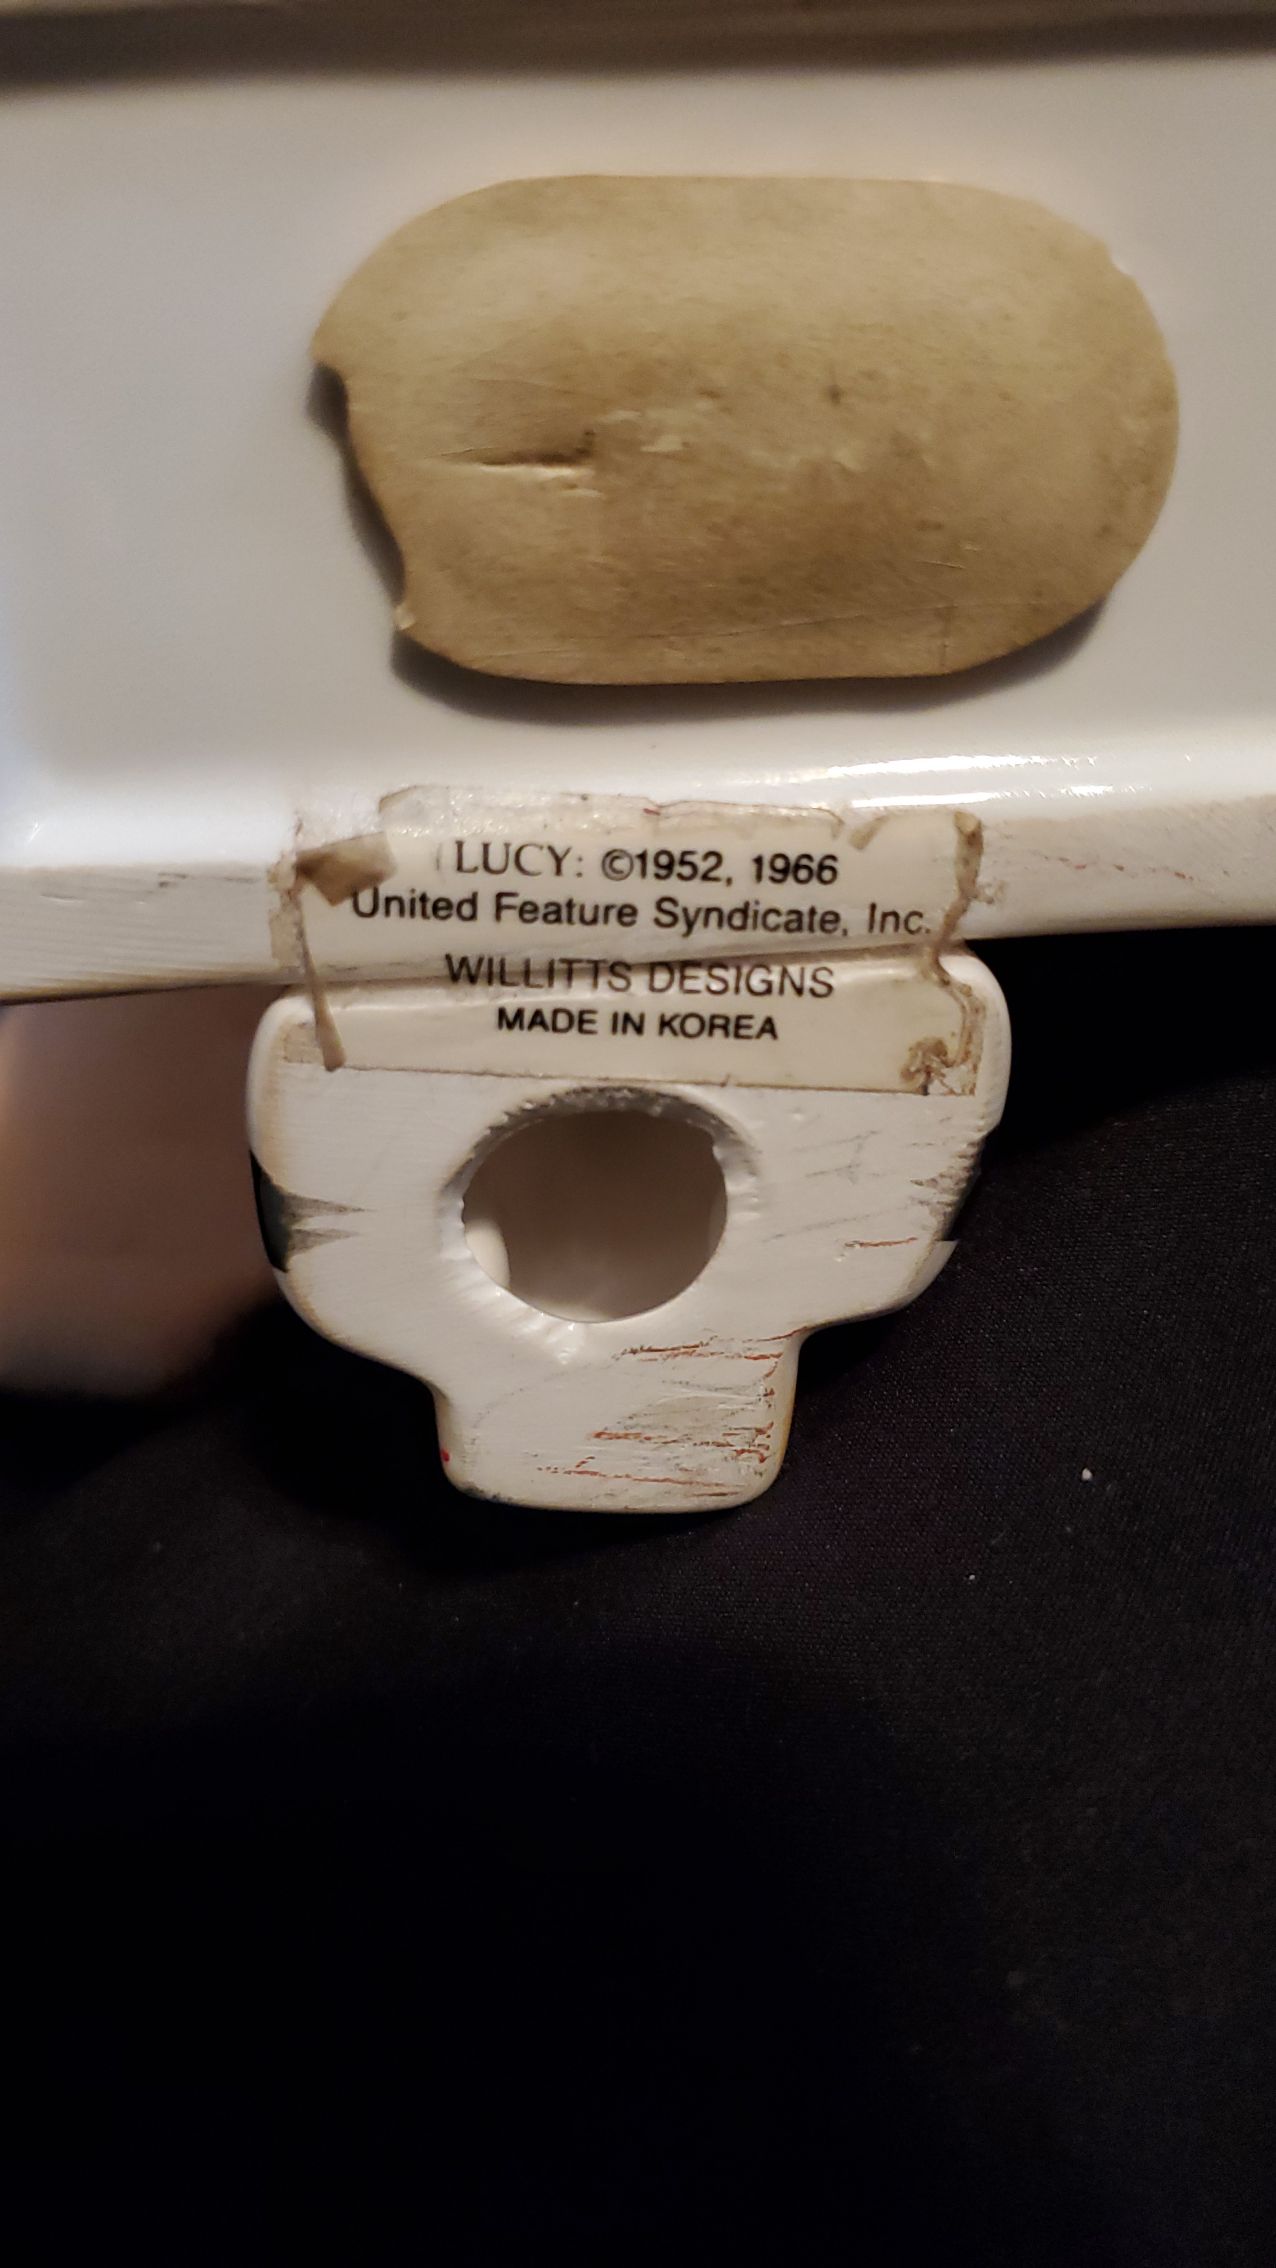 LUCY: ©1952, 1966
United Feature Syndicate, Inc.
WILLITTS DESIGNS
MADE IN KOREA